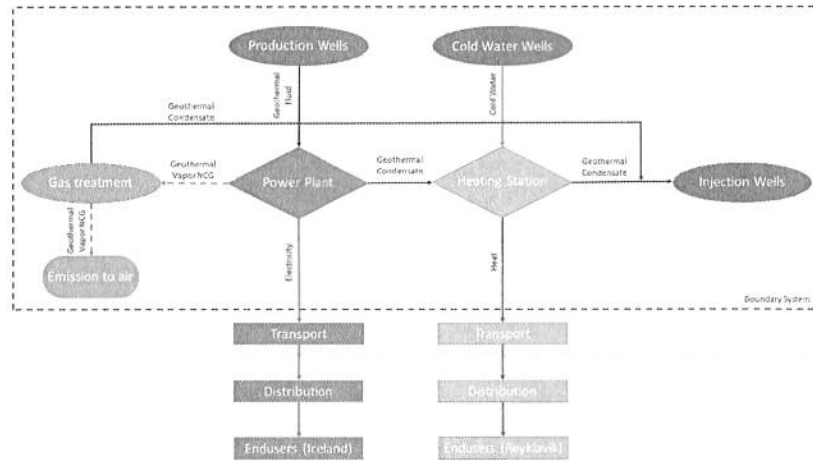 Production Wells
Cold Water Wells
Geothermal
Fluid
Cold Water
Geothermal
Condensate
Gas treatment
Geothermal
Vapor NCG
Power Plant
Geothermal
Condensate
Heating Station
Geothermal
Condensate
Injection Wells
Geothermal
Vapor NCG
Emission to air
Electricity
Heat
Boundary System
Transport
Transport
Distribution
Distribution
Endusers (Iceland)
Endusers (Reykjavik)